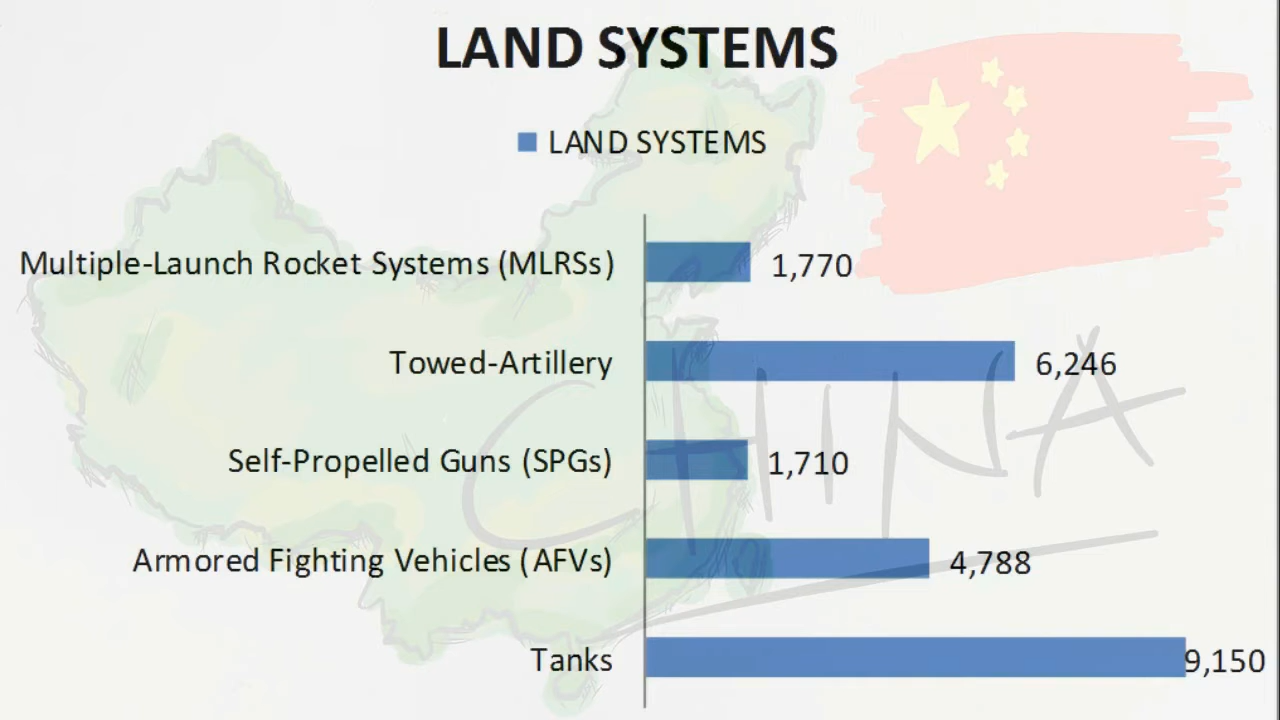 LAND SYSTEMS
LAND SYSTEMS
Multiple-Launch Rocket Systems (MLRSs) 1,770
Towed-Artillery 6,246
Self-Propelled Guns (SPGs) 1,710
Armored Fighting Vehicles (AFVs) 4,788
Tanks 9,150
CHINA